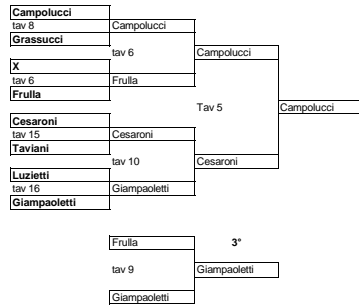 Campolucci
tav 8 Campolucci
Grassucci
tav 6 Campolucci
X
tav 6 Frulla
Frulla
Tav 5 Campolucci
Cesaroni
tav 15 Cesaroni
Taviani
tav 10 Cesaroni
Luzietti
tav 16 Giampaoletti
Giampaoletti
Frulla 3°
tav 9 Giampaoletti
Giampaoletti